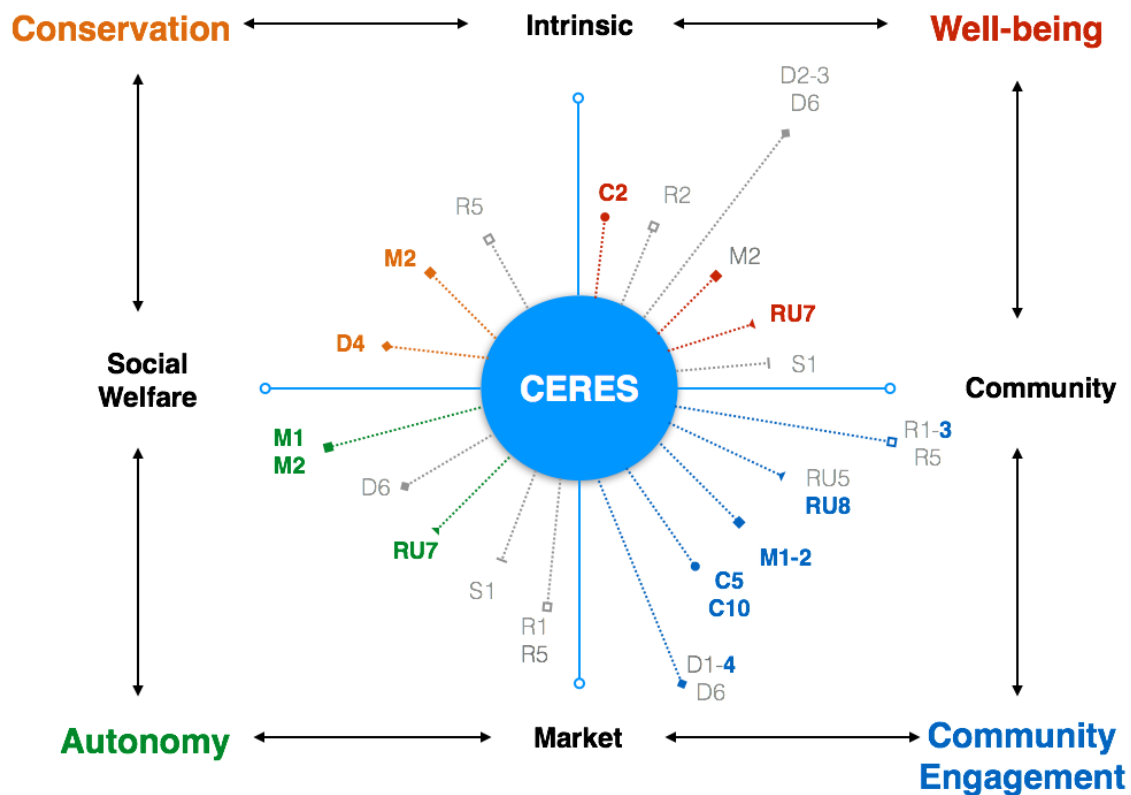 Conservation
Intrinsic
Well-being
D2-3
D6
C2
R2
R5
M2
M2
RU7
D4
S1
Social
Welfare
CERES
Community
R1-3
R5
M1
M2
D6
RU5
RU8
RU7
M1-2
S1
C5
C10
R1
R5
D1-4
D6
Autonomy
Market
Community
Engagement